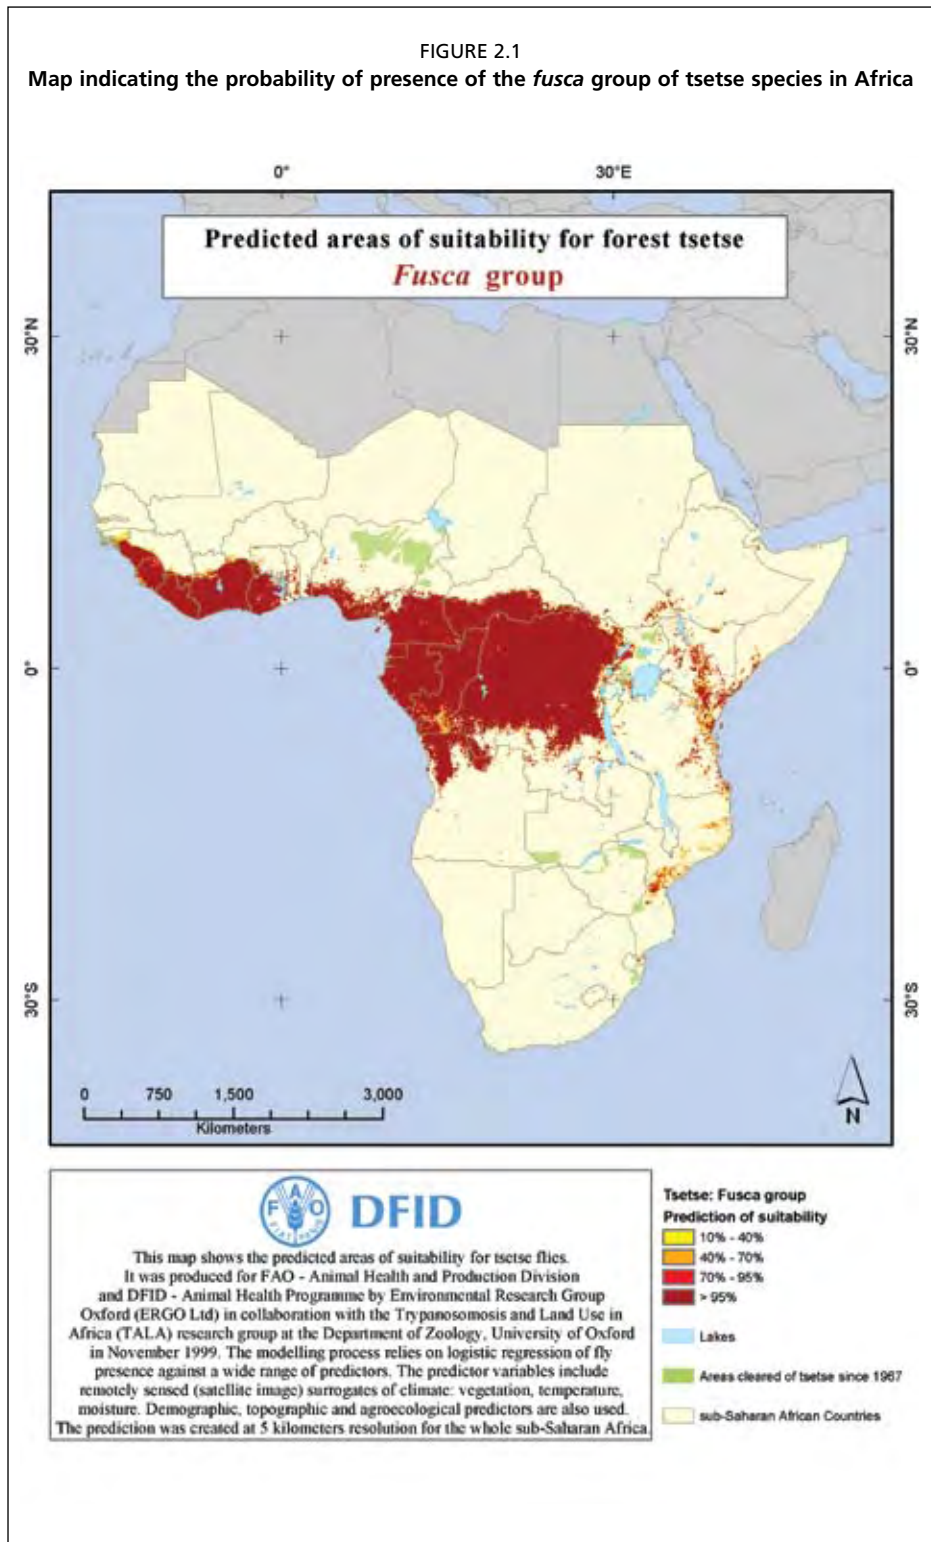 FIGURE 2.1
Map indicating the probability of presence of the fusca group of tsetse species in Africa
0° 30°E
Predicted areas of suitability for forest tsetse
Fusca group
30°N 30°N
0° 0°
30°S 30°S
0 750 1,500 3,000
Kilometers
N
FAO
FIAT PANIS
DFID
This map shows the predicted areas of suitability for tsetse flies.
It was produced for FAO - Animal Health and Production Division
and DFID - Animal Health Programme by Environmental Research Group
Oxford (ERGO Ltd) in collaboration with the Trypanosomosis and Land Use in
Africa (TALA) research group at the Department of Zoology, University of Oxford
in November 1999. The modelling process relies on logistic regression of fly
presence against a wide range of predictors. The predictor variables include
remotely sensed (satellite image) surrogates of climate: vegetation, temperature,
moisture. Demographic, topographic and agroecological predictors are also used.
The prediction was created at 5 kilometers resolution for the whole sub-Saharan Africa.
Tsetse: Fusca group
Prediction of suitability
10% - 40%
40% - 70%
70% - 95%
> 95%
Lakes
Areas cleared of tsetse since 1967
sub-Saharan African Countries